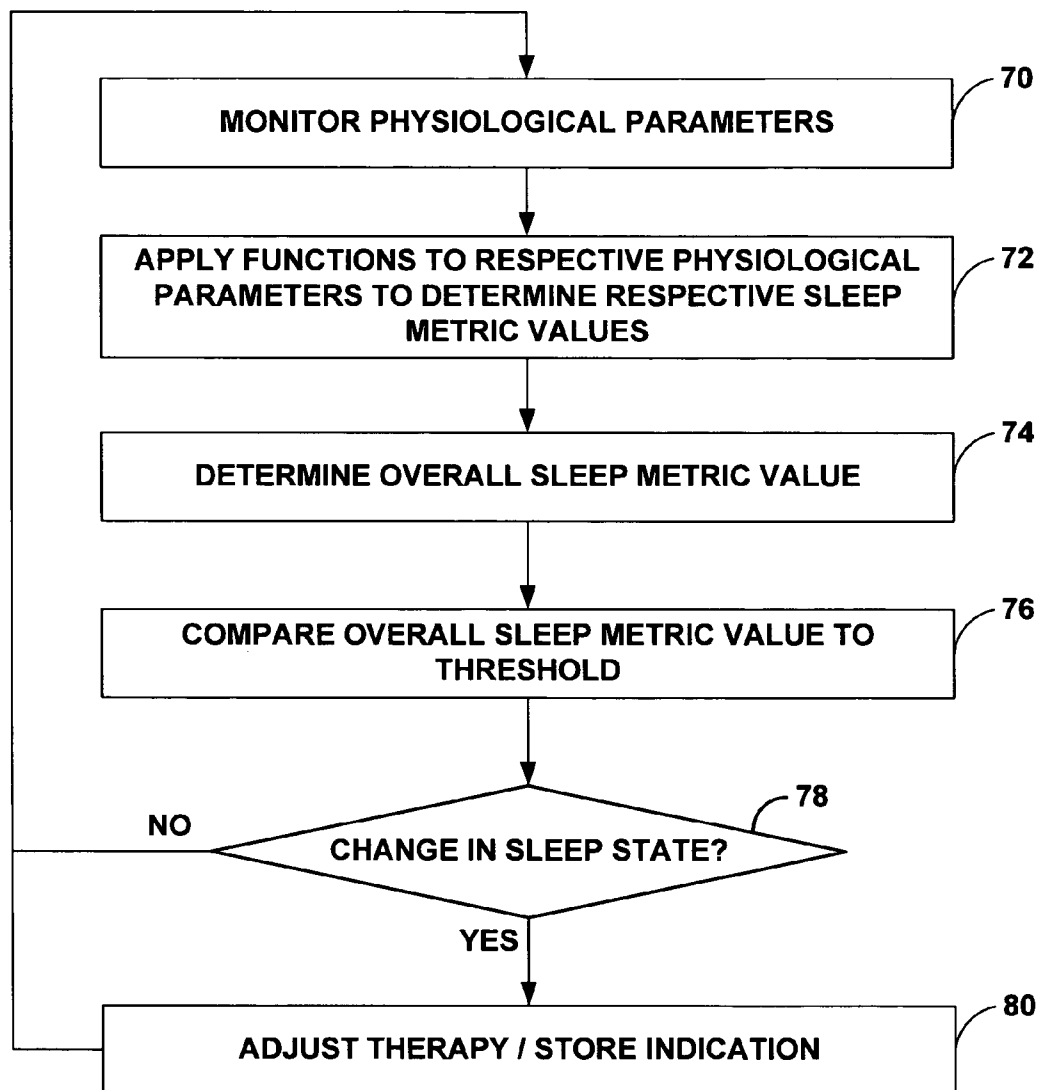 70
MONITOR PHYSIOLOGICAL PARAMETERS
72
APPLY FUNCTIONS TO RESPECTIVE PHYSIOLOGICAL
PARAMETERS TO DETERMINE RESPECTIVE SLEEP
METRIC VALUES
74
DETERMINE OVERALL SLEEP METRIC VALUE
76
COMPARE OVERALL SLEEP METRIC VALUE TO
THRESHOLD
78
NO
CHANGE IN SLEEP STATE?
YES
80
ADJUST THERAPY / STORE INDICATION